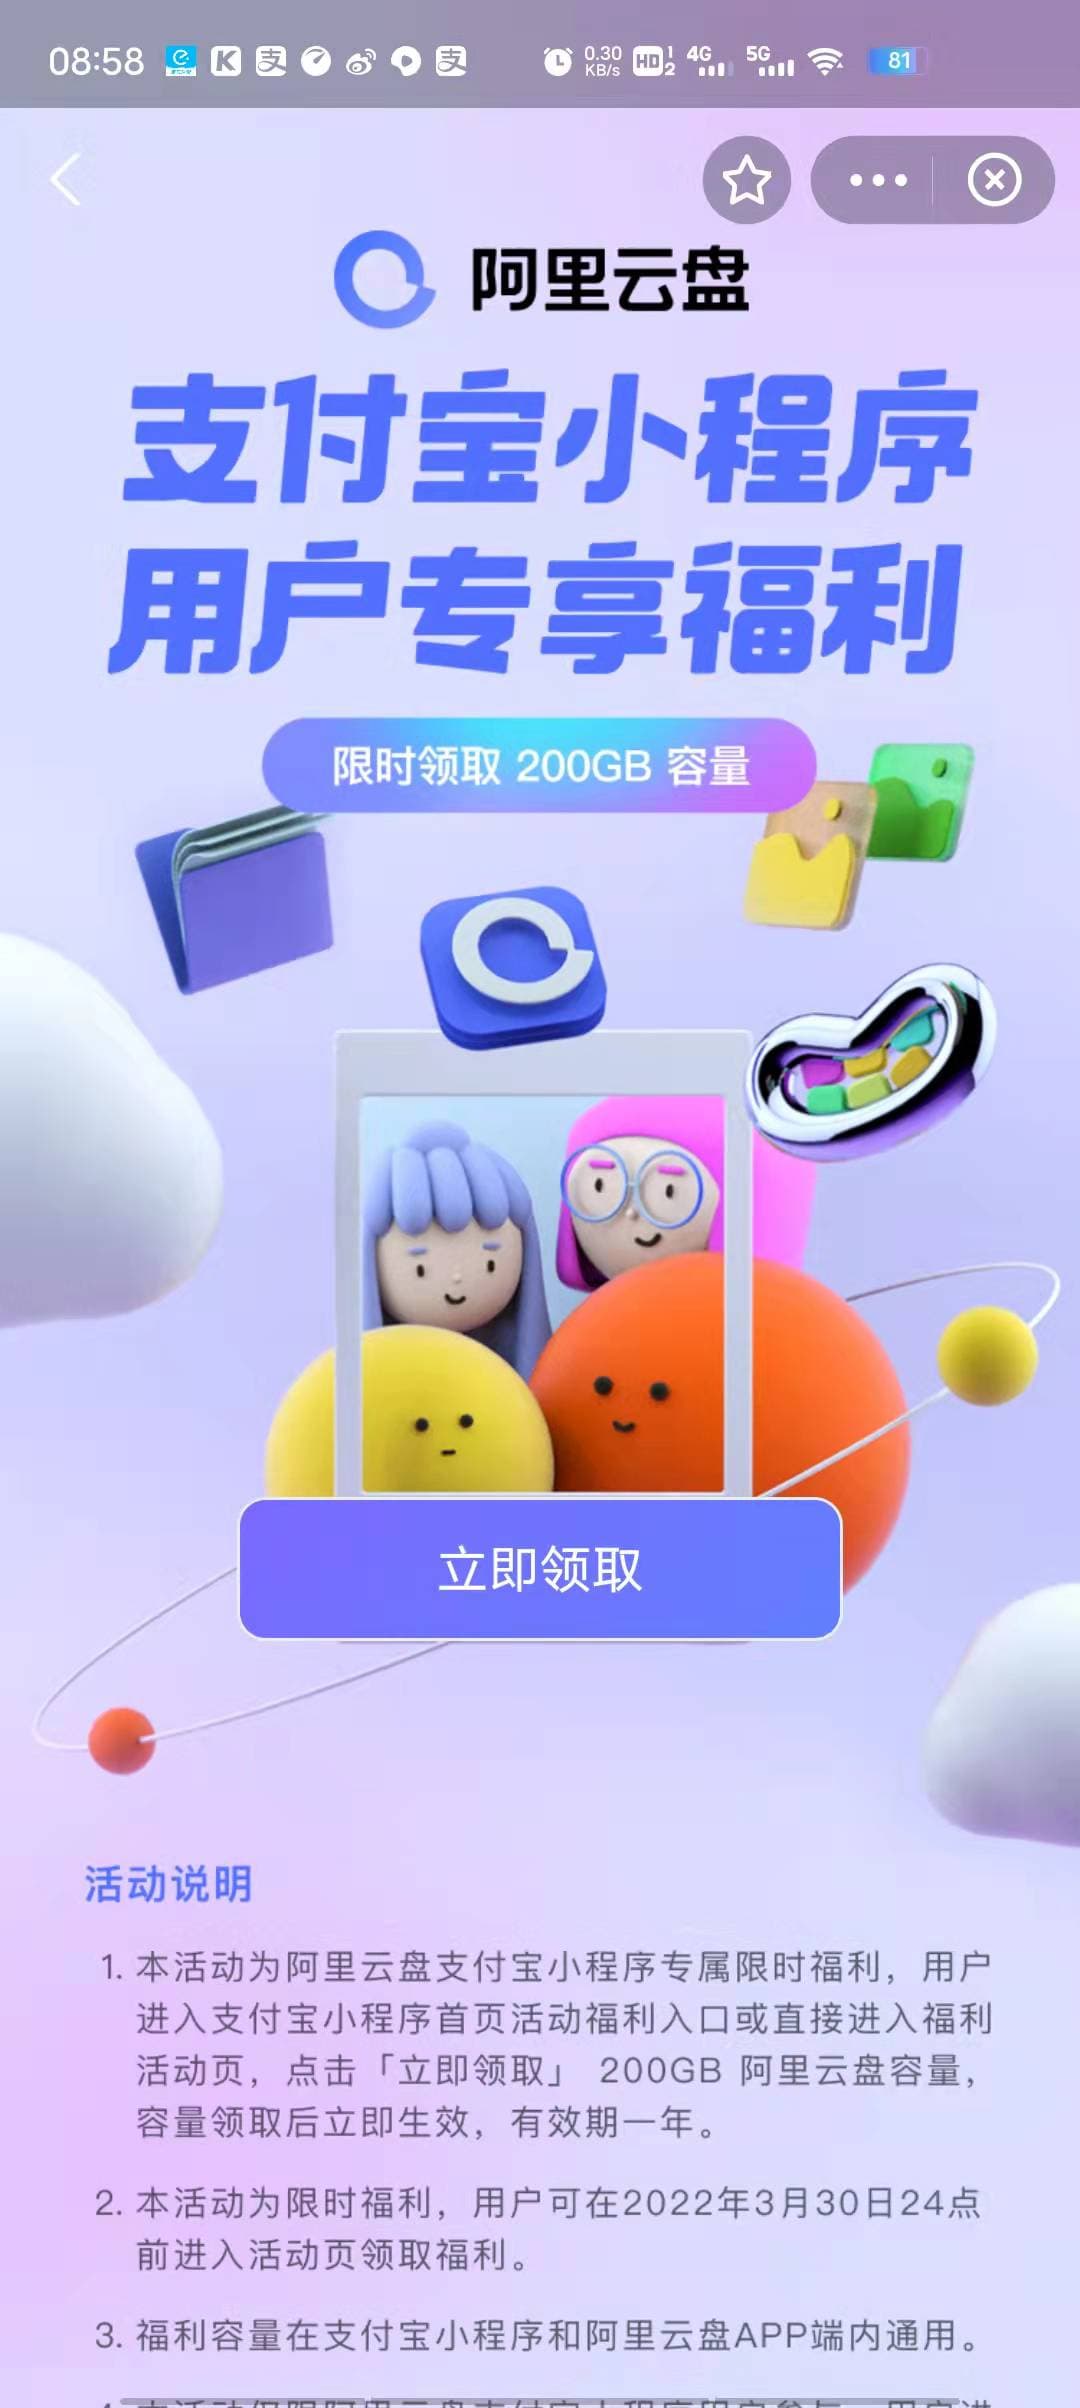 08:58
0.30
KB/s
HD 1 2
4G
5G
81
阿里云盘
支付宝小程序
用户专享福利
限时领取 200GB 容量
立即领取
活动说明
1. 本活动为阿里云盘支付宝小程序专属限时福利，用户
进入支付宝小程序首页活动福利入口或直接进入福利
活动页，点击「立即领取」 200GB 阿里云盘容量，
容量领取后立即生效，有效期一年。
2. 本活动为限时福利，用户可在2022年3月30日24点
前进入活动页领取福利。
3. 福利容量在支付宝小程序和阿里云盘APP端内通用。